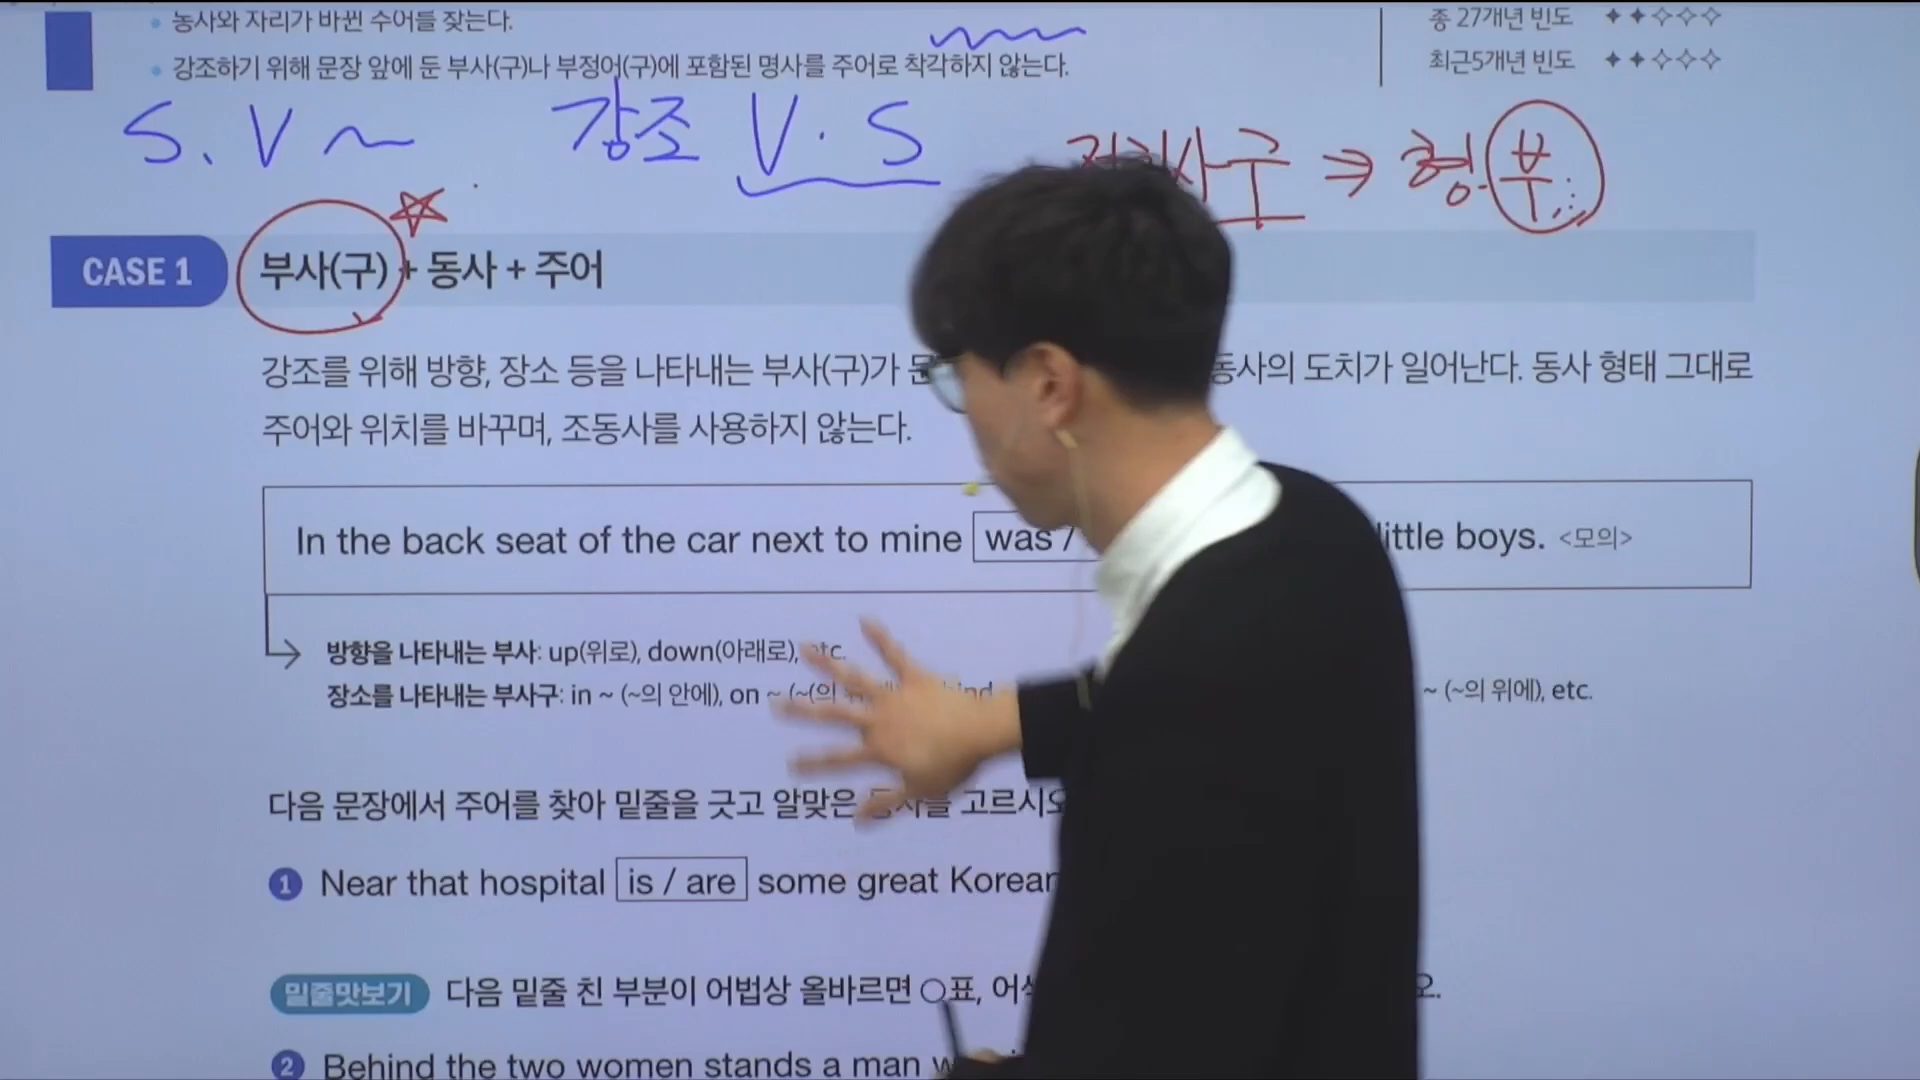 동사와 자리가 바뀐 주어를 찾는다.
강조하기 위해 문장 앞에 둔 부사(구)나 부정어(구)에 포함된 명사를 주어로 착각하지 않는다.
총 27개년 빈도 ✦✦✧✧✧
최근5개년 빈도 ✦✦✧✧✧
S. V ~ 강조 V · S
사구 ⇒ 형. 부
CASE 1 부사(구) + 동사 + 주어
강조를 위해 방향, 장소 등을 나타내는 부사(구)가 동사의 도치가 일어난다. 동사 형태 그대로
주어와 위치를 바꾸며, 조동사를 사용하지 않는다.
In the back seat of the car next to mine was / little boys. <모의>
방향을 나타내는 부사: up(위로), down(아래로), etc.
장소를 나타내는 부사구: in ~ (~의 안에), on ~ (~(의 ~ (~의 위에), etc.
다음 문장에서 주어를 찾아 밑줄을 긋고 알맞은 동사를 고르시오
1 Near that hospital is / are some great Korean
밑줄맛보기 다음 밑줄 친 부분이 어법상 올바르면 ○표, 어 오.
2 Behind the two women stands a man